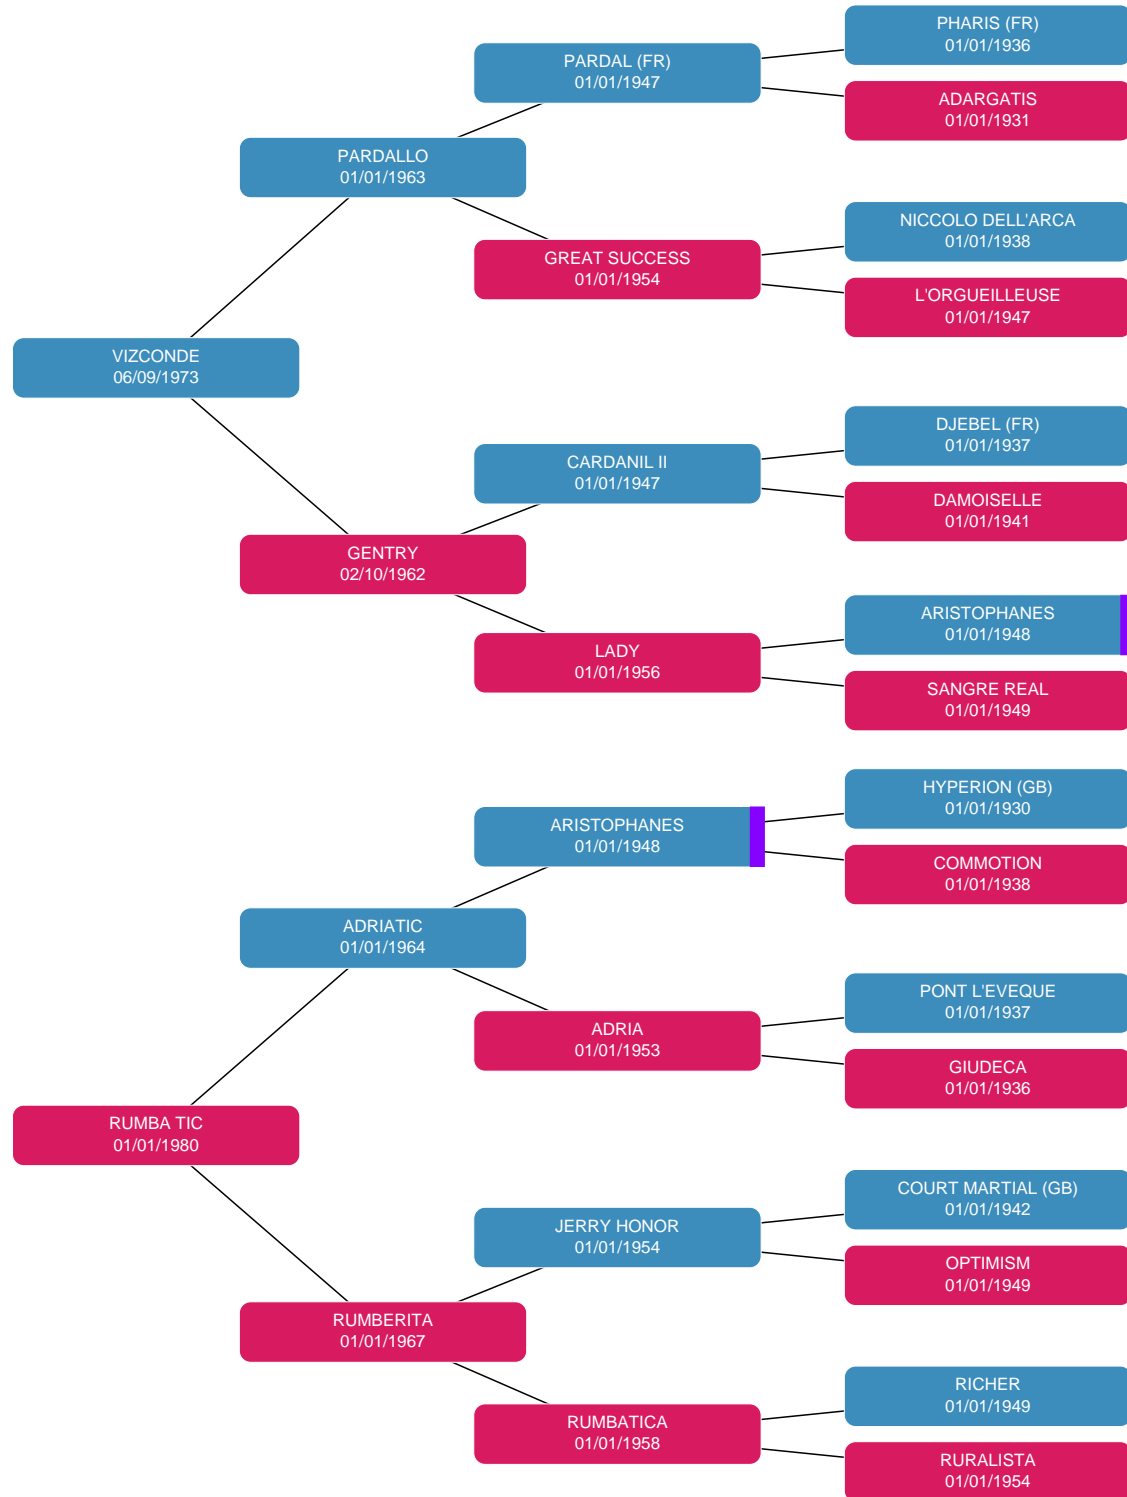 PHARIS (FR)
01/01/1936
PARDAL (FR)
01/01/1947
ADARGATIS
01/01/1931
PARDALLO
01/01/1963
NICCOLO DELL'ARCA
01/01/1938
GREAT SUCCESS
01/01/1954
L'ORGUEILLEUSE
01/01/1947
VIZCONDE
06/09/1973
DJEBEL (FR)
01/01/1937
CARDANIL II
01/01/1947
DAMOISELLE
01/01/1941
GENTRY
02/10/1962
ARISTOPHANES
01/01/1948
LADY
01/01/1956
SANGRE REAL
01/01/1949
HYPERION (GB)
01/01/1930
ARISTOPHANES
01/01/1948
COMMOTION
01/01/1938
ADRIATIC
01/01/1964
PONT L'EVEQUE
01/01/1937
ADRIA
01/01/1953
GIUDECA
01/01/1936
RUMBA TIC
01/01/1980
COURT MARTIAL (GB)
01/01/1942
JERRY HONOR
01/01/1954
OPTIMISM
01/01/1949
RUMBERITA
01/01/1967
RICHER
01/01/1949
RUMBATICA
01/01/1958
RURALISTA
01/01/1954